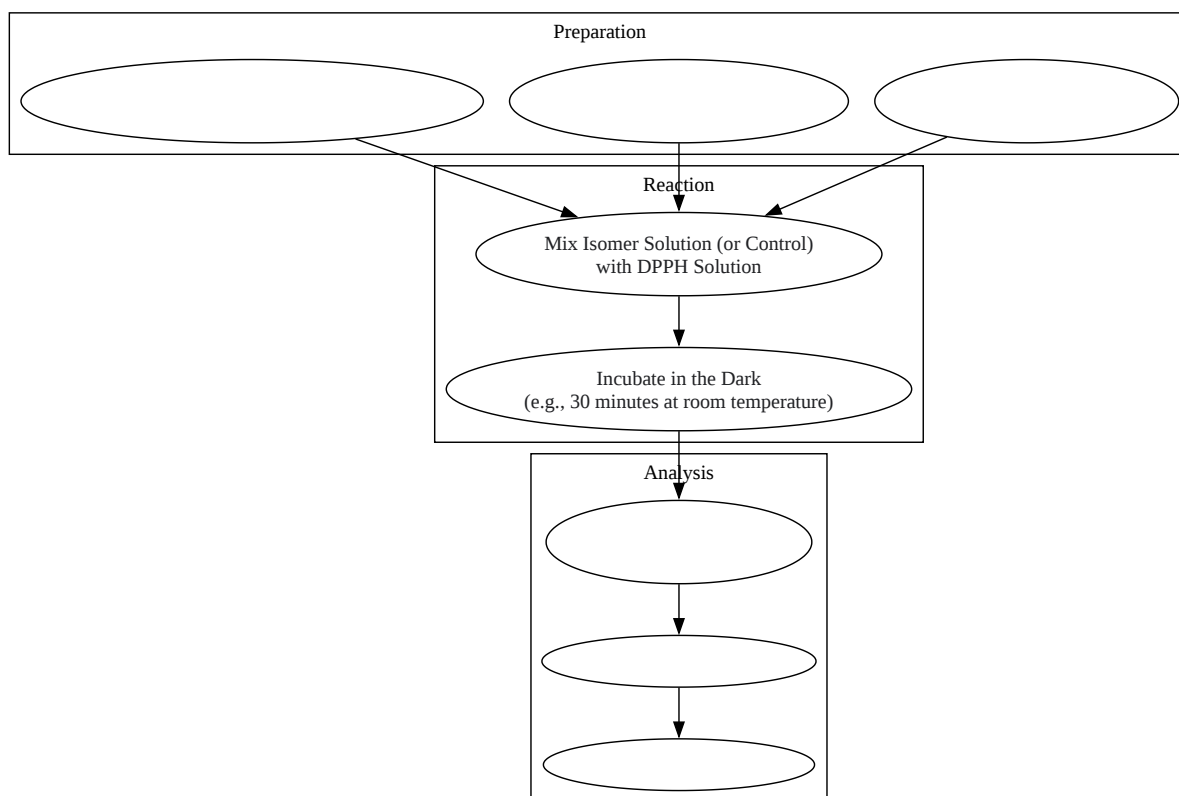 Preparation
Reaction
Mix Isomer Solution (or Control)
with DPPH Solution
Incubate in the Dark
(e.g., 30 minutes at room temperature)
Analysis